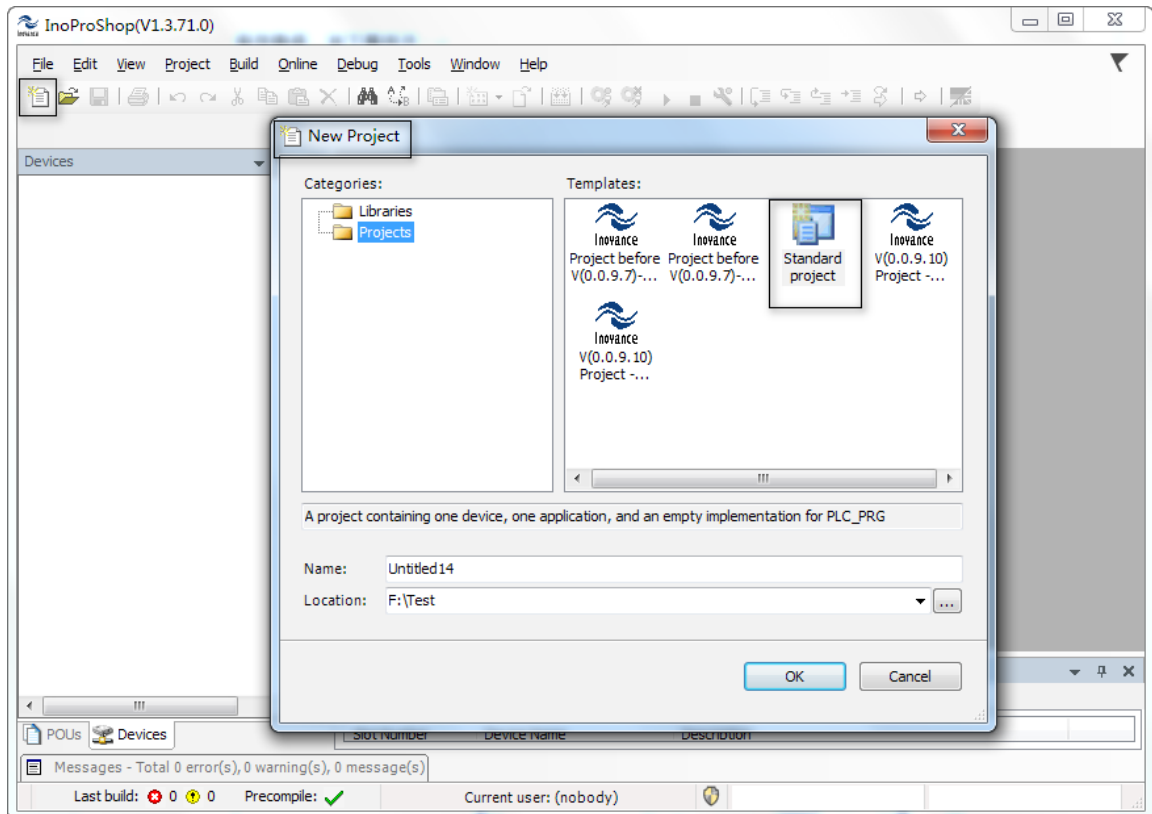 InoProShop(V1.3.71.0)
File Edit View Project Build Online Debug Tools Window Help
New Project
Devices
Categories:
Templates:
Libraries
Projects
Inovance
Project before
V(0.0.9.7)-...
Inovance
Project before
V(0.0.9.7)-...
Standard
project
Inovance
V(0.0.9.10)
Project -...
Inovance
V(0.0.9.10)
Project -...
A project containing one device, one application, and an empty implementation for PLC_PRG
Name: Untitled14
Location: F:\Test
...
OK Cancel
POUs Devices
Slot Number Device Name Description
Messages - Total 0 error(s), 0 warning(s), 0 message(s)
Last build: 0 0 Precompile: Current user: (nobody)